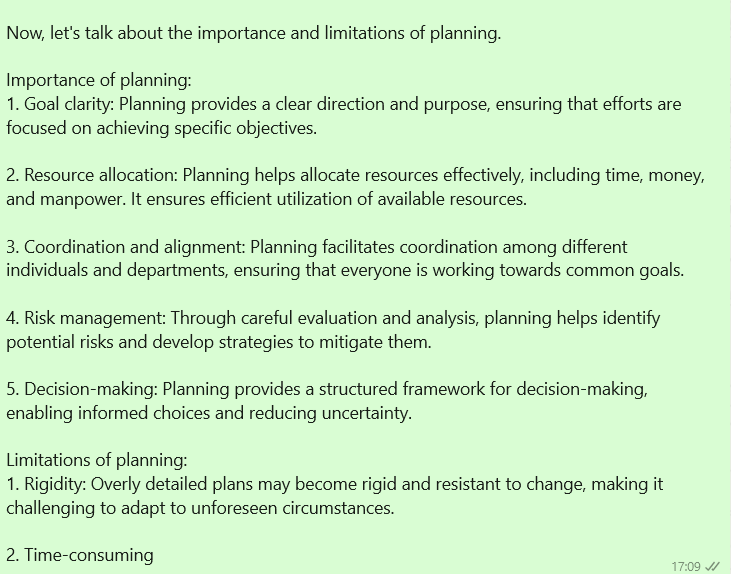 Now, let's talk about the importance and limitations of planning.
Importance of planning:
1. Goal clarity: Planning provides a clear direction and purpose, ensuring that efforts are
focused on achieving specific objectives.
2. Resource allocation: Planning helps allocate resources effectively, including time, money,
and manpower. It ensures efficient utilization of available resources.
3. Coordination and alignment: Planning facilitates coordination among different
individuals and departments, ensuring that everyone is working towards common goals.
4. Risk management: Through careful evaluation and analysis, planning helps identify
potential risks and develop strategies to mitigate them.
5. Decision-making: Planning provides a structured framework for decision-making,
enabling informed choices and reducing uncertainty.
Limitations of planning:
1. Rigidity: Overly detailed plans may become rigid and resistant to change, making it
challenging to adapt to unforeseen circumstances.
2. Time-consuming
17:09